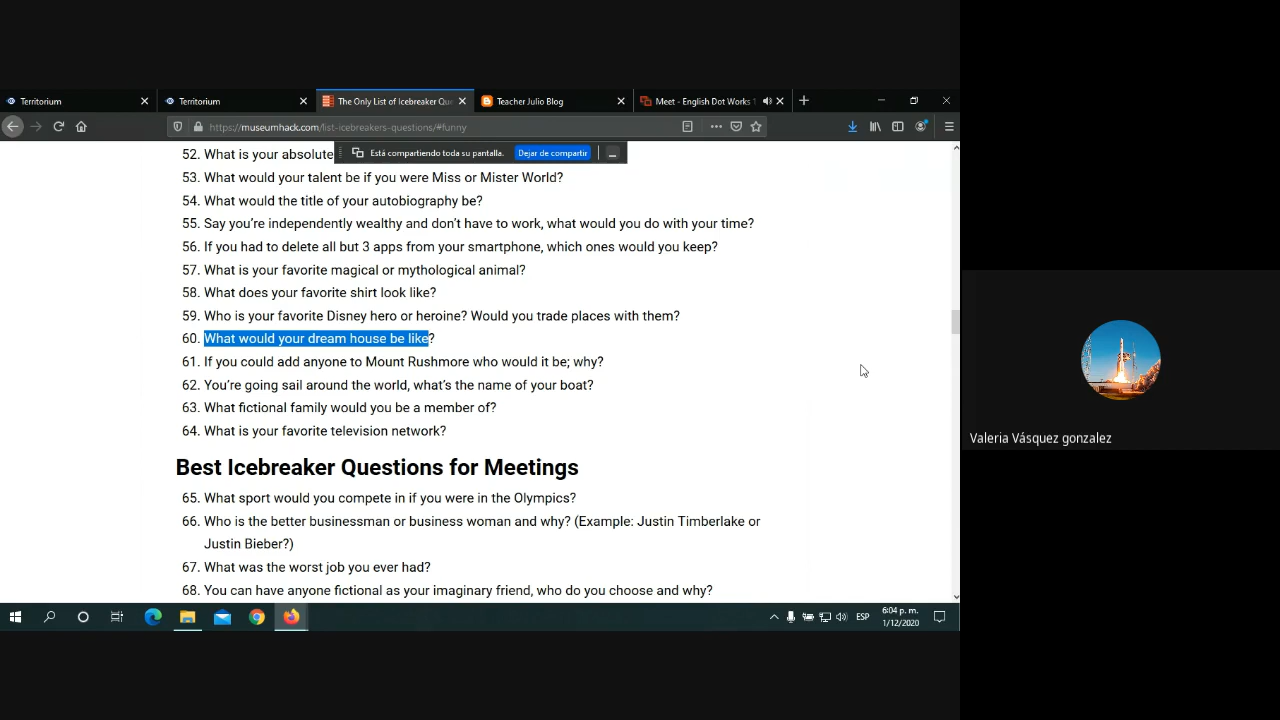 Territorium
Territorium
The Only List of Icebreaker Qu
Teacher Julio Blog
Meet - English Dot Works 1
https://museumhack.com/list-icebreakers-questions/#funny
Está compartiendo toda su pantalla.
Dejar de compartir
52. What is your absolute
53. What would your talent be if you were Miss or Mister World?
54. What would the title of your autobiography be?
55. Say you're independently wealthy and don't have to work, what would you do with your time?
56. If you had to delete all but 3 apps from your smartphone, which ones would you keep?
57. What is your favorite magical or mythological animal?
58. What does your favorite shirt look like?
59. Who is your favorite Disney hero or heroine? Would you trade places with them?
60. What would your dream house be like?
61. If you could add anyone to Mount Rushmore who would it be; why?
62. You're going sail around the world, what's the name of your boat?
63. What fictional family would you be a member of?
64. What is your favorite television network?
Best Icebreaker Questions for Meetings
65. What sport would you compete in if you were in the Olympics?
66. Who is the better businessman or business woman and why? (Example: Justin Timberlake or
Justin Bieber?)
67. What was the worst job you ever had?
68. You can have anyone fictional as your imaginary friend, who do you choose and why?
Valeria Vásquez gonzalez
ESP
6:04 p. m.
1/12/2020